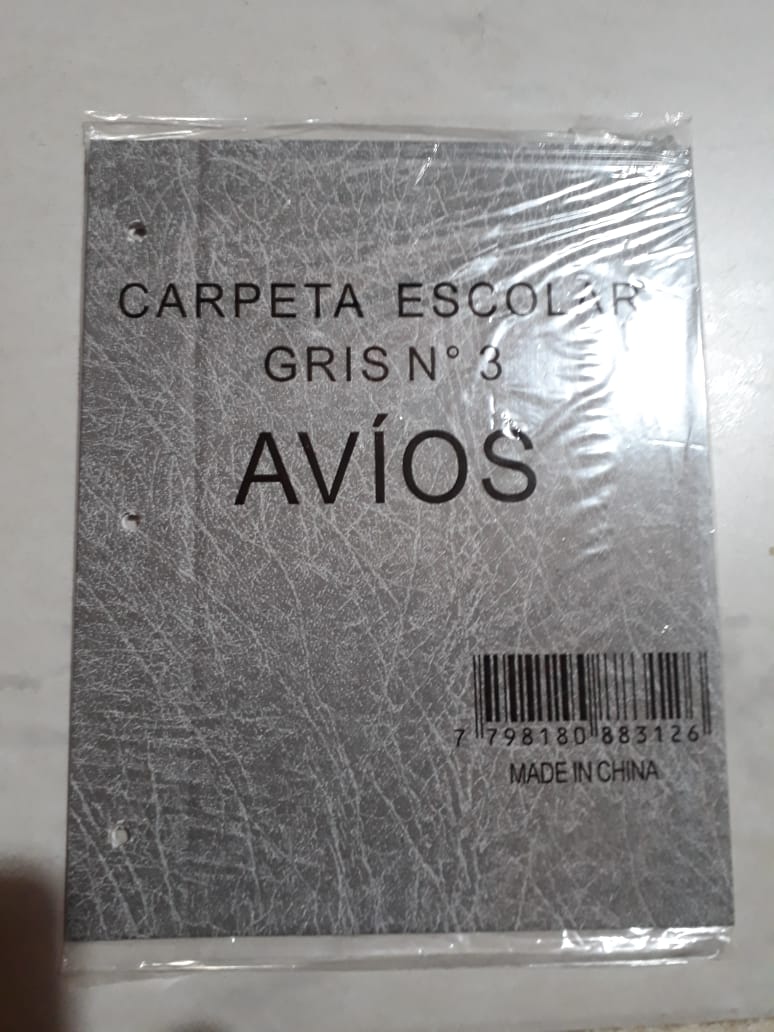 CARPETA ESCOLAR
GRIS N° 3
AVÍOS
7 798180 883126
MADE IN CHINA